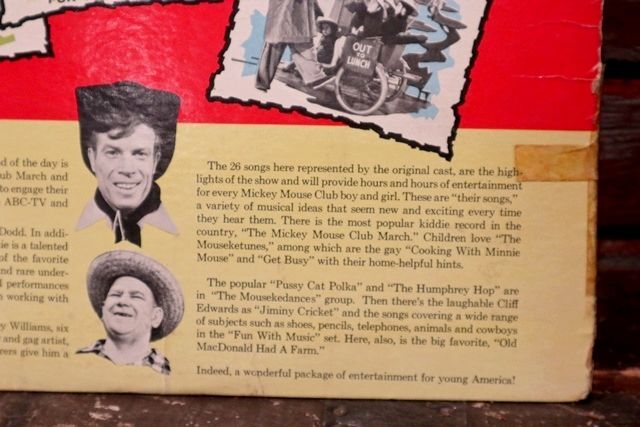 FOR
OUT
TO
LUNCH
d of the day is
ub March and
to engage their
ABC-TV and
Dodd. In addi-
ie is a talented
of the favorite
nd rare under-
l performances
n working with
y Williams, six
and gag artist,
cers give him a
The 26 songs here represented by the original cast, are the high-
lights of the show and will provide hours and hours of entertainment
for every Mickey Mouse Club boy and girl. These are “their songs,”
a variety of musical ideas that seem new and exciting every time
they hear them. There is the most popular kiddie record in the
country, “The Mickey Mouse Club March.” Children love “The
Mouseketunes,” among which are the gay “Cooking With Minnie
Mouse” and “Get Busy” with their home-helpful hints.
The popular “Pussy Cat Polka” and “The Humphrey Hop” are
in “The Mousekedances” group. Then there’s the laughable Cliff
Edwards as “Jiminy Cricket” and the songs covering a wide range
of subjects such as shoes, pencils, telephones, animals and cowboys
in the “Fun With Music” set. Here, also, is the big favorite, “Old
MacDonald Had A Farm.”
Indeed, a wonderful package of entertainment for young America!